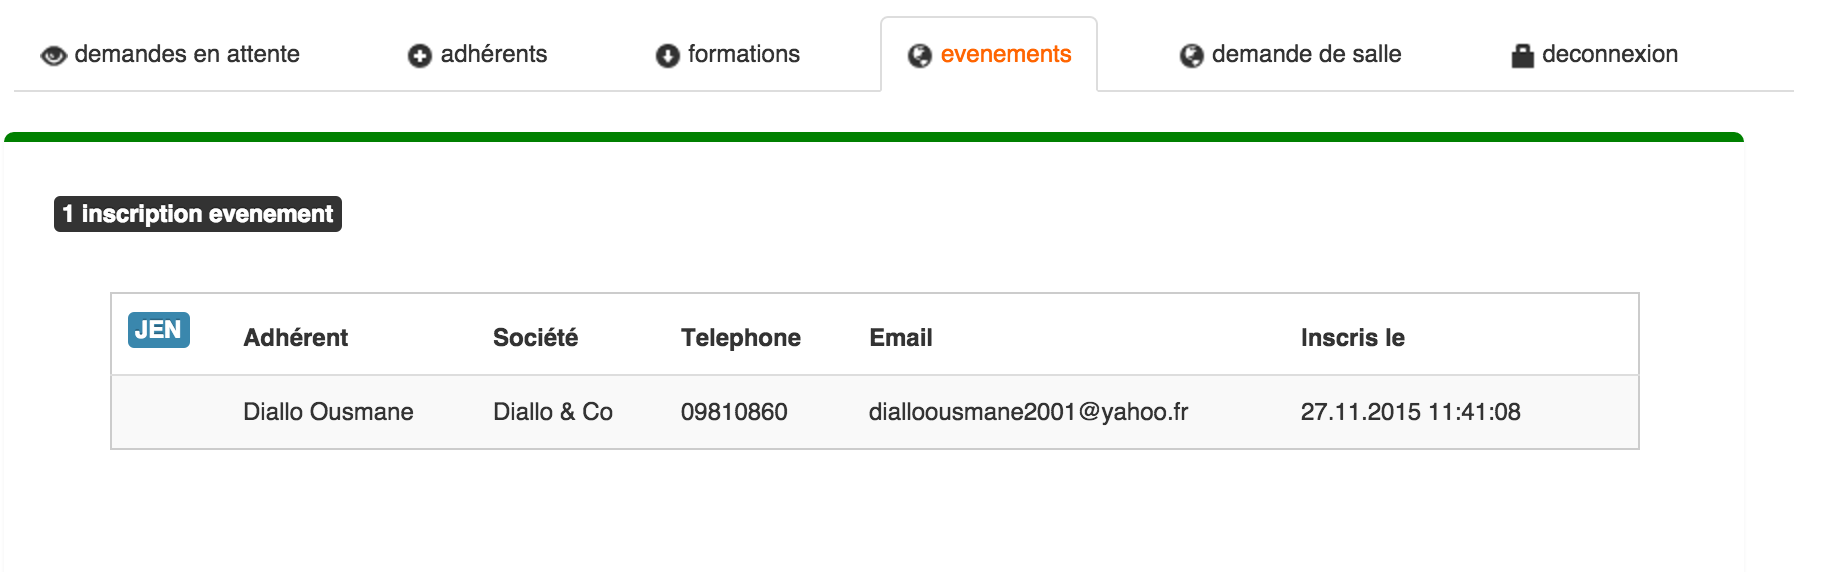 demandes en attente adhérents formations evenements demande de salle deconnexion
1 inscription evenement
JEN Adhérent Société Telephone Email Inscris le
Diallo Ousmane Diallo & Co 09810860 dialloousmane2001@yahoo.fr 27.11.2015 11:41:08